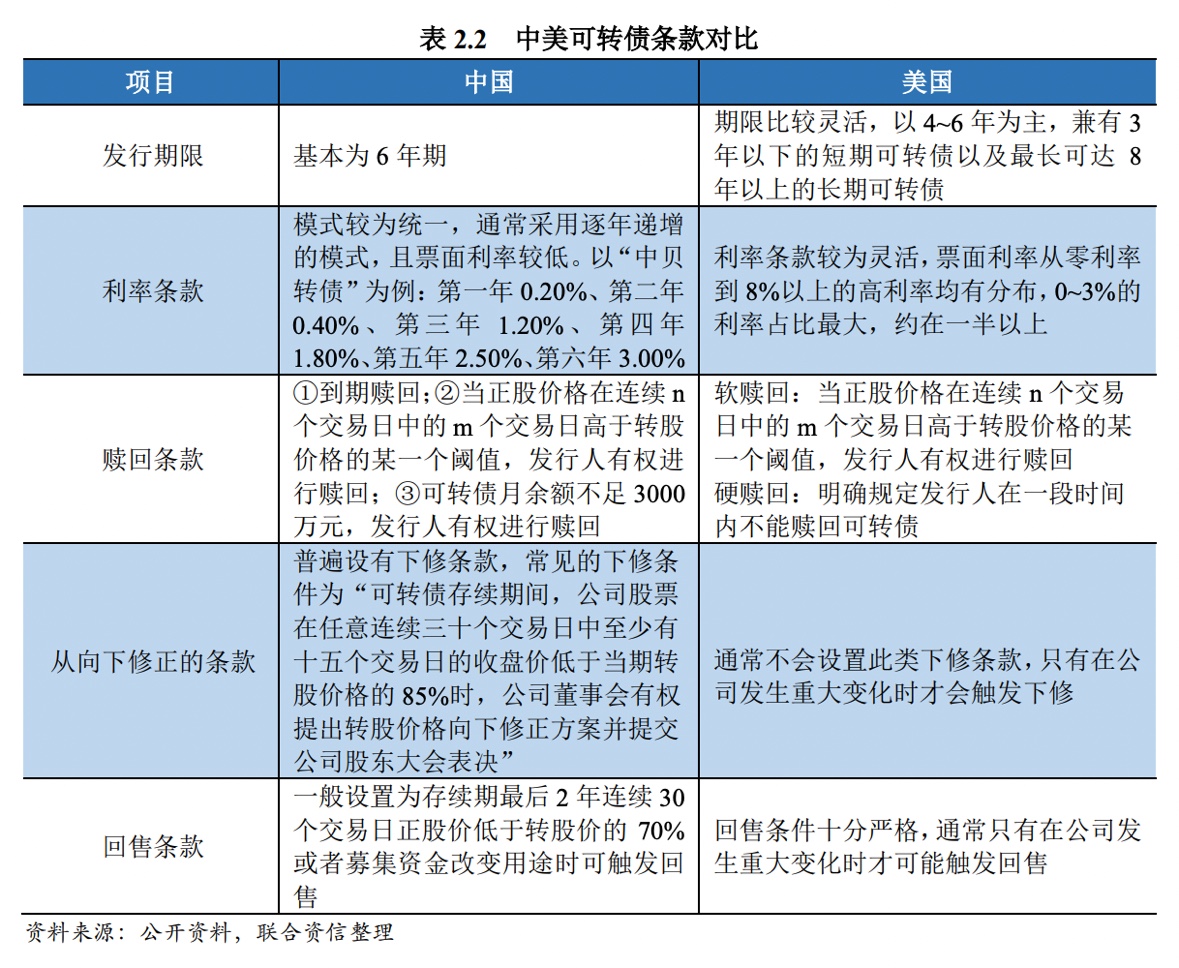 表 2.2 中美可转债条款对比
项目
中国
美国
发行期限
基本为 6 年期
期限比较灵活，以 4~6 年为主，兼有 3
年以下的短期可转债以及最长可达 8
年以上的长期可转债
利率条款
模式较为统一，通常采用逐年递增
的模式，且票面利率较低。以“中贝
转债”为例：第一年 0.20%、第二年
0.40%、第三年 1.20%、第四年
1.80%、第五年 2.50%、第六年 3.00%
利率条款较为灵活，票面利率从零利率
到 8%以上的高利率均有分布，0~3%的
利率占比最大，约在一半以上
赎回条款
①到期赎回；②当正股价格在连续 n
个交易日中的 m 个交易日高于转股
价格的某一个阈值，发行人有权进
行赎回；③可转债月余额不足 3000
万元，发行人有权进行赎回
软赎回：当正股价格在连续 n 个交易
日中的 m 个交易日高于转股价格的某
一个阈值，发行人有权进行赎回
硬赎回：明确规定发行人在一段时间
内不能赎回可转债
从向下修正的条款
普遍设有下修条款，常见的下修条
件为“可转债存续期间，公司股票
在任意连续三十个交易日中至少有
十五个交易日的收盘价低于当期转
股价格的 85%时，公司董事会有权
提出转股价格向下修正方案并提交
公司股东大会表决”
通常不会设置此类下修条款，只有在公
司发生重大变化时才会触发下修
回售条款
一般设置为存续期最后 2 年连续 30
个交易日正股价低于转股价的 70%
或者募集资金改变用途时可触发回
售
回售条件十分严格，通常只有在公司发
生重大变化时才可能触发回售
资料来源：公开资料，联合资信整理